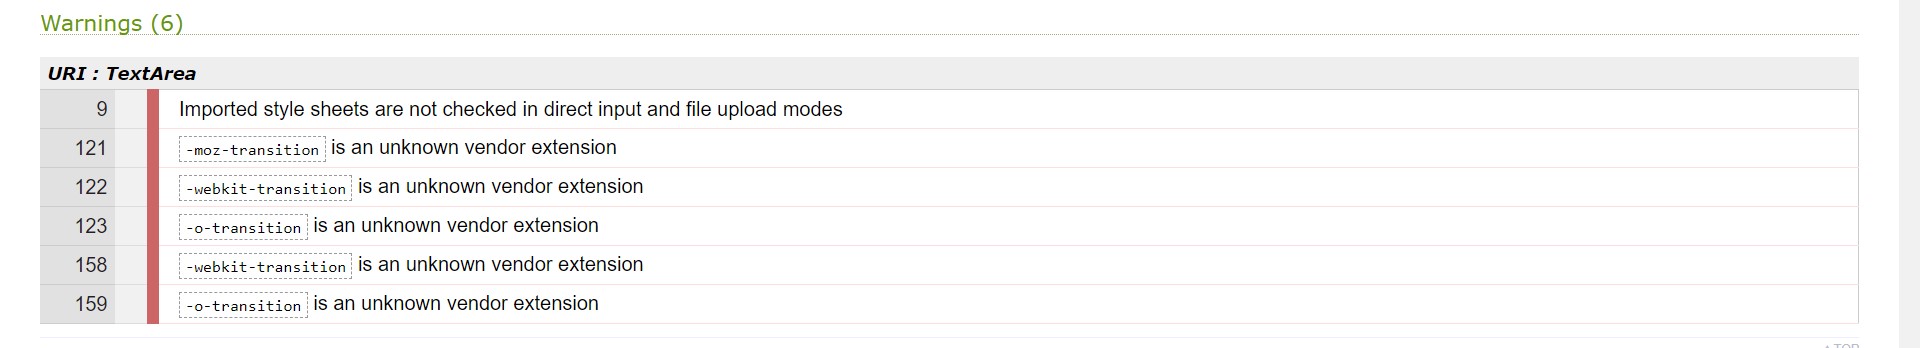 Warnings (6)
URI : TextArea
9 Imported style sheets are not checked in direct input and file upload modes
121 -moz-transition is an unknown vendor extension
122 -webkit-transition is an unknown vendor extension
123 -o-transition is an unknown vendor extension
158 -webkit-transition is an unknown vendor extension
159 -o-transition is an unknown vendor extension